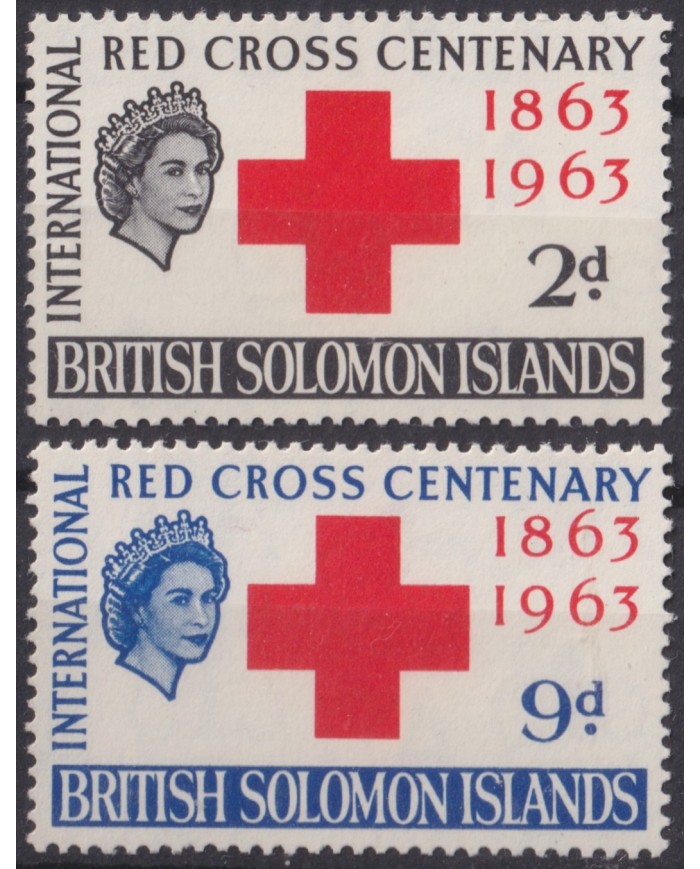 INTERNATIONAL
RED CROSS CENTENARY
1863
1963
2d.
BRITISH SOLOMON ISLANDS
INTERNATIONAL
RED CROSS CENTENARY
1863
1963
9d.
BRITISH SOLOMON ISLANDS